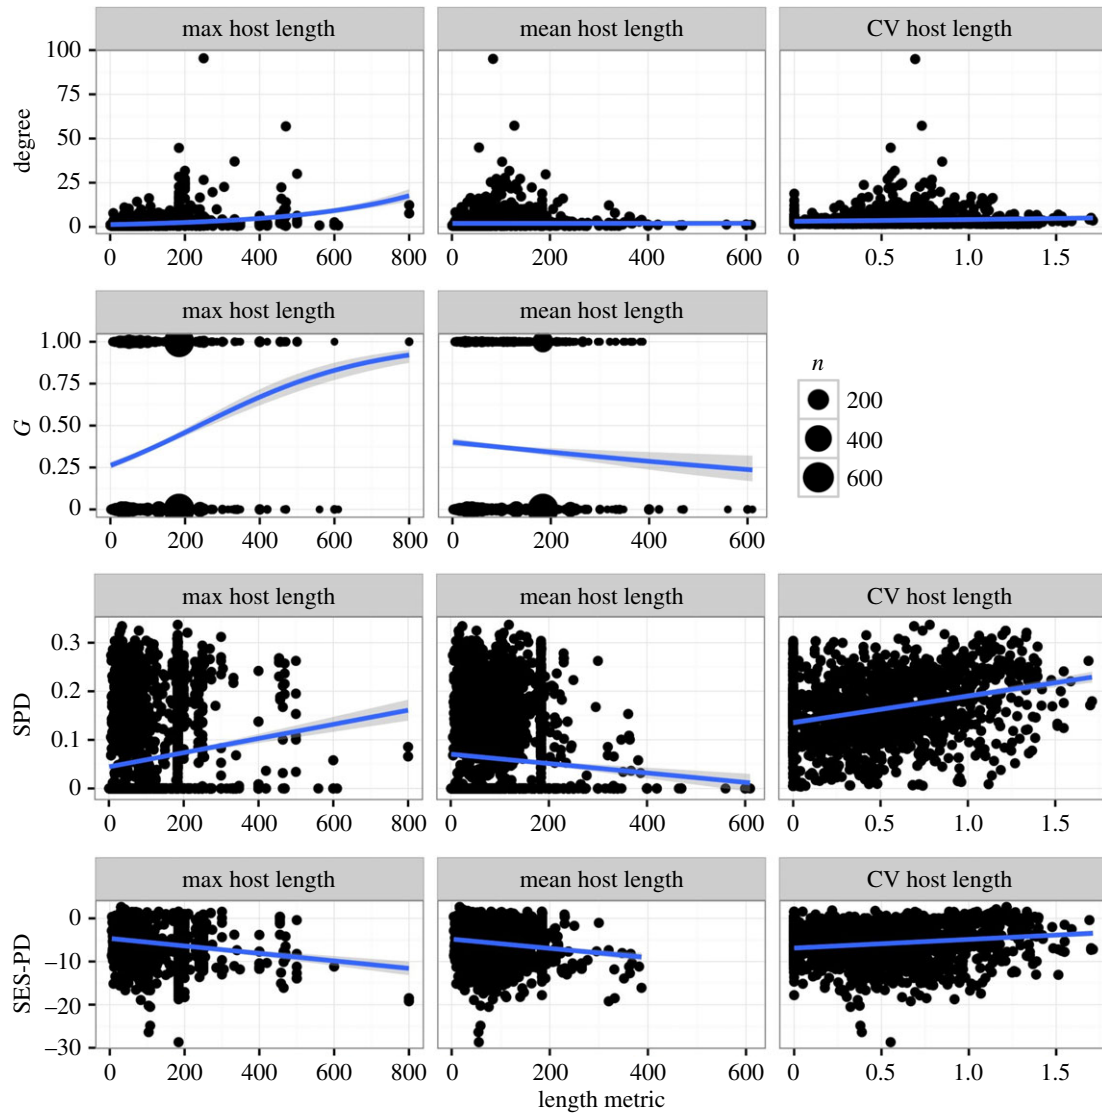 max host length mean host length CV host length
100
75
50
25
0
degree
0 200 400 600 800 0 200 400 600 0 0.5 1.0 1.5
max host length mean host length
1.00
0.75
0.50
0.25
0
G
n
200
400
600
0 200 400 600 800 0 200 400 600
max host length mean host length CV host length
0.3
0.2
0.1
0
SPD
0 200 400 600 800 0 200 400 600 0 0.5 1.0 1.5
max host length mean host length CV host length
0
−10
−20
−30
SES-PD
0 200 400 600 800 0 200 400 600 0 0.5 1.0 1.5
length metric